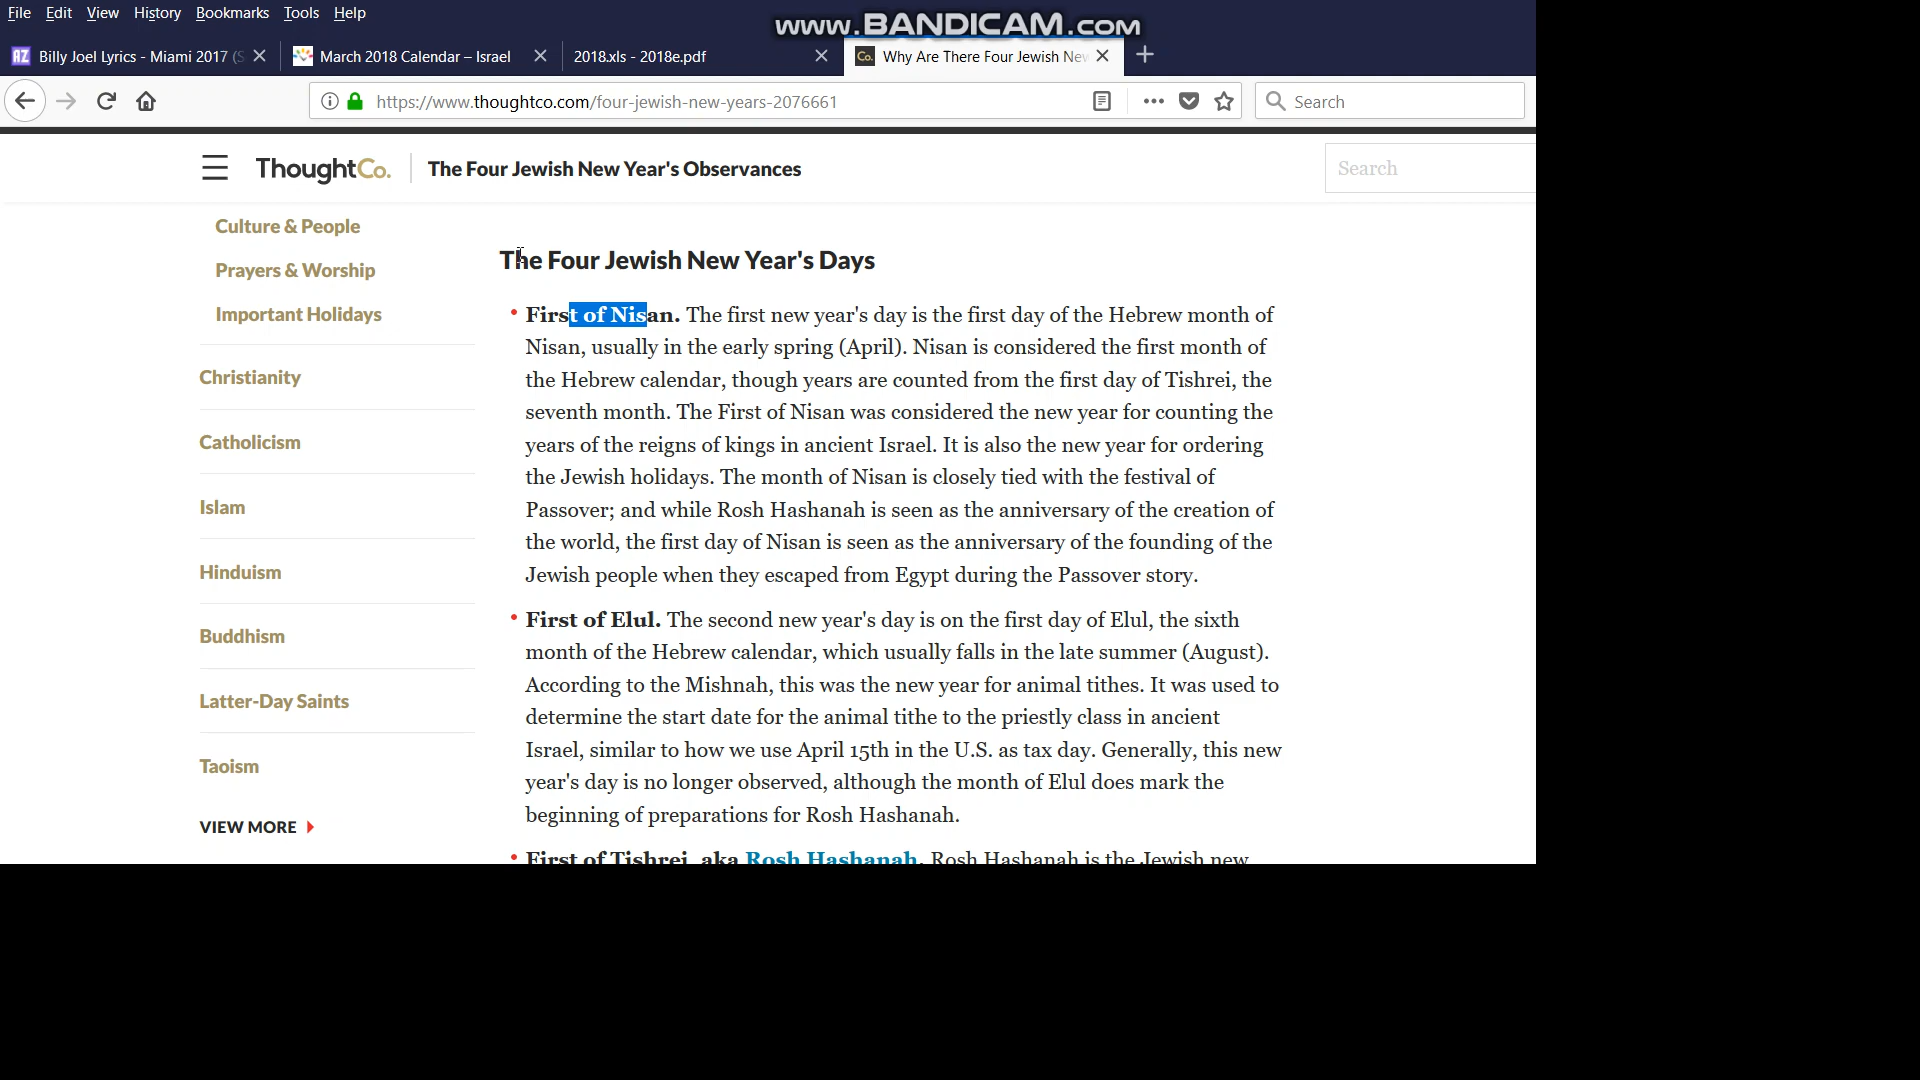 File Edit View History Bookmarks Tools Help
www.BANDICAM.com
AZ Billy Joel Lyrics - Miami 2017 (S
March 2018 Calendar – Israel
2018.xls - 2018e.pdf
Co. Why Are There Four Jewish New
https://www.thoughtco.com/four-jewish-new-years-2076661
Search
ThoughtCo.
The Four Jewish New Year's Observances
Search
Culture & People
Prayers & Worship
Important Holidays
Christianity
Catholicism
Islam
Hinduism
Buddhism
Latter-Day Saints
Taoism
VIEW MORE
The Four Jewish New Year's Days
• First of Nisan. The first new year's day is the first day of the Hebrew month of
Nisan, usually in the early spring (April). Nisan is considered the first month of
the Hebrew calendar, though years are counted from the first day of Tishrei, the
seventh month. The First of Nisan was considered the new year for counting the
years of the reigns of kings in ancient Israel. It is also the new year for ordering
the Jewish holidays. The month of Nisan is closely tied with the festival of
Passover; and while Rosh Hashanah is seen as the anniversary of the creation of
the world, the first day of Nisan is seen as the anniversary of the founding of the
Jewish people when they escaped from Egypt during the Passover story.
• First of Elul. The second new year's day is on the first day of Elul, the sixth
month of the Hebrew calendar, which usually falls in the late summer (August).
According to the Mishnah, this was the new year for animal tithes. It was used to
determine the start date for the animal tithe to the priestly class in ancient
Israel, similar to how we use April 15th in the U.S. as tax day. Generally, this new
year's day is no longer observed, although the month of Elul does mark the
beginning of preparations for Rosh Hashanah.
• First of Tishrei, aka Rosh Hashanah. Rosh Hashanah is the Jewish new